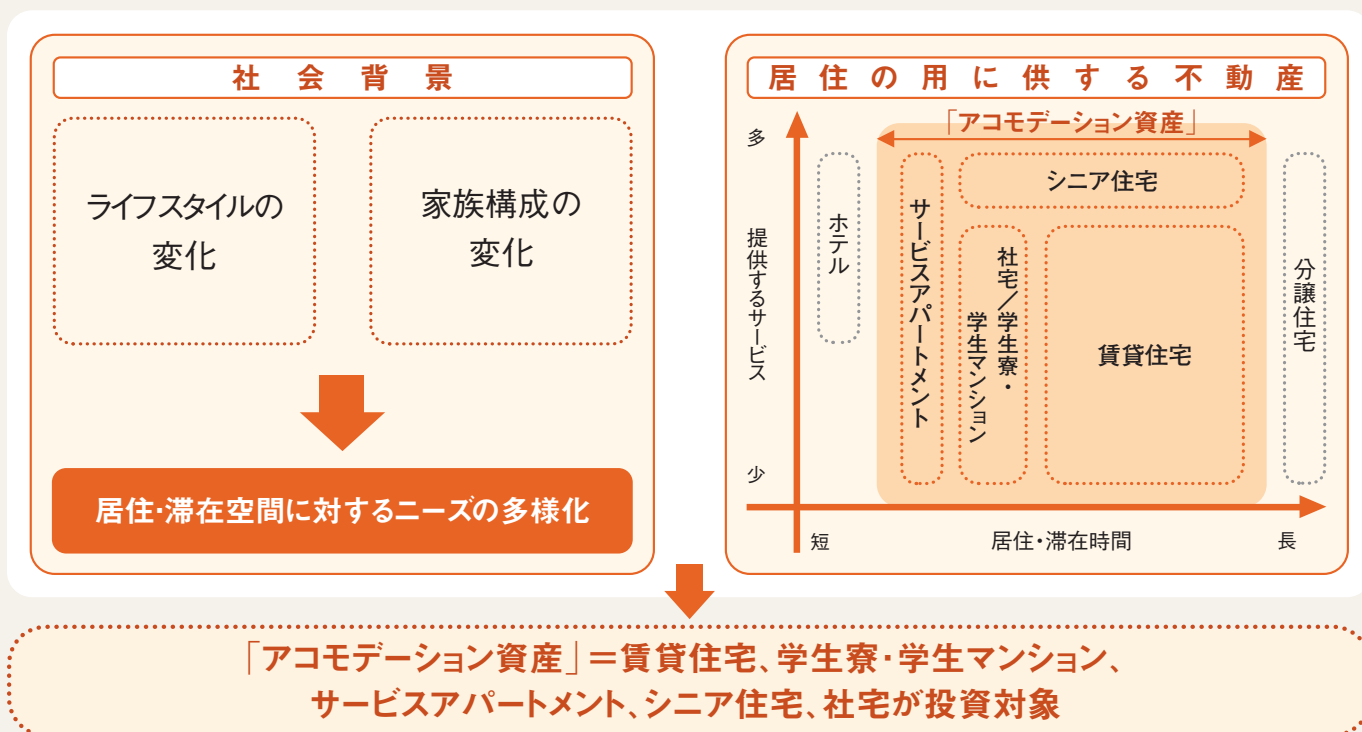 社会背景
ライフスタイルの
変化
家族構成の
変化
居住・滞在空間に対するニーズの多様化
居住の用に供する不動産
「アコモデーション資産」
多
提供するサービス
少
ホテル
サービスアパートメント
シニア住宅
社宅／学生寮・
学生マンション
賃貸住宅
分譲住宅
短
居住・滞在時間
長
「アコモデーション資産」＝賃貸住宅、学生寮・学生マンション、
サービスアパートメント、シニア住宅、社宅が投資対象